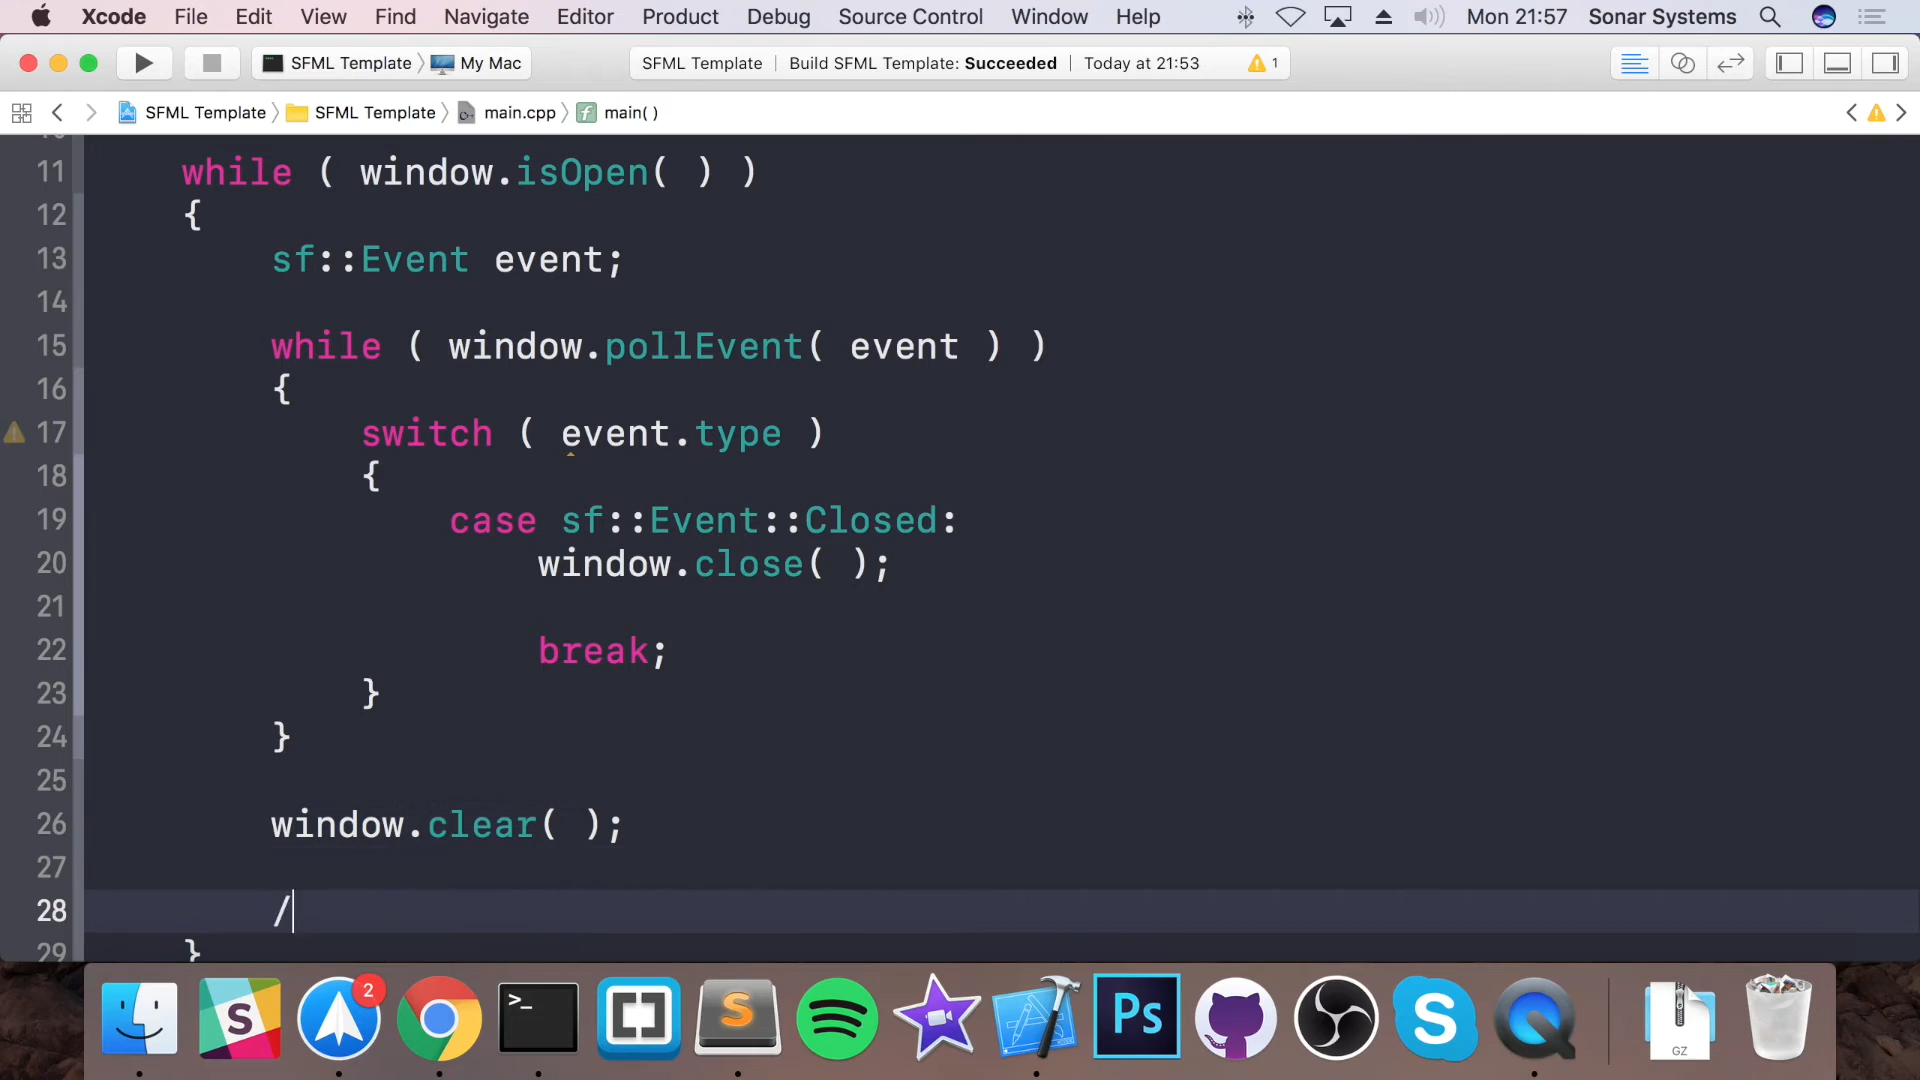 Xcode File Edit View Find Navigate Editor Product Debug Source Control Window Help Mon 21:57 Sonar Systems
SFML Template My Mac SFML Template Build SFML Template: Succeeded Today at 21:53 1
SFML Template SFML Template main.cpp main( )
11 while ( window.isOpen( ) )
12 {
13 sf::Event event;
14
15 while ( window.pollEvent( event ) )
16 {
17 switch ( event.type )
18 {
19 case sf::Event::Closed:
20 window.close( );
21
22 break;
23 }
24 }
25
26 window.clear( );
27
28 /
29 }
2
>_
S
Ps
GZ